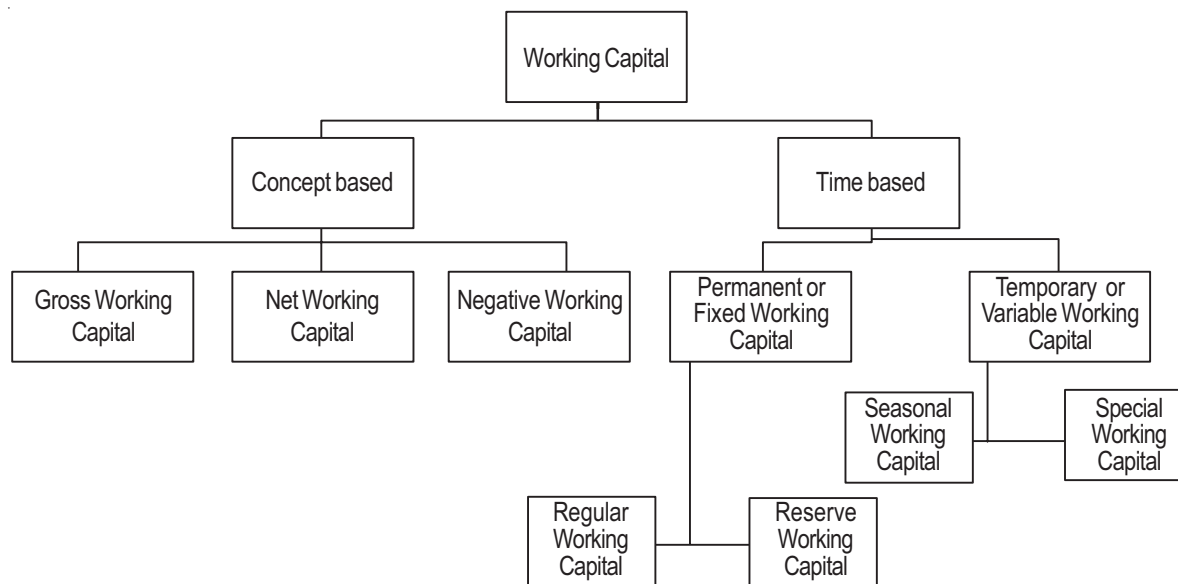 Working Capital
Concept based
Time based
Gross Working
Capital
Net Working
Capital
Negative Working
Capital
Permanent or
Fixed Working
Capital
Temporary or
Variable Working
Capital
Seasonal
Working
Capital
Special
Working
Capital
Regular
Working
Capital
Reserve
Working
Capital